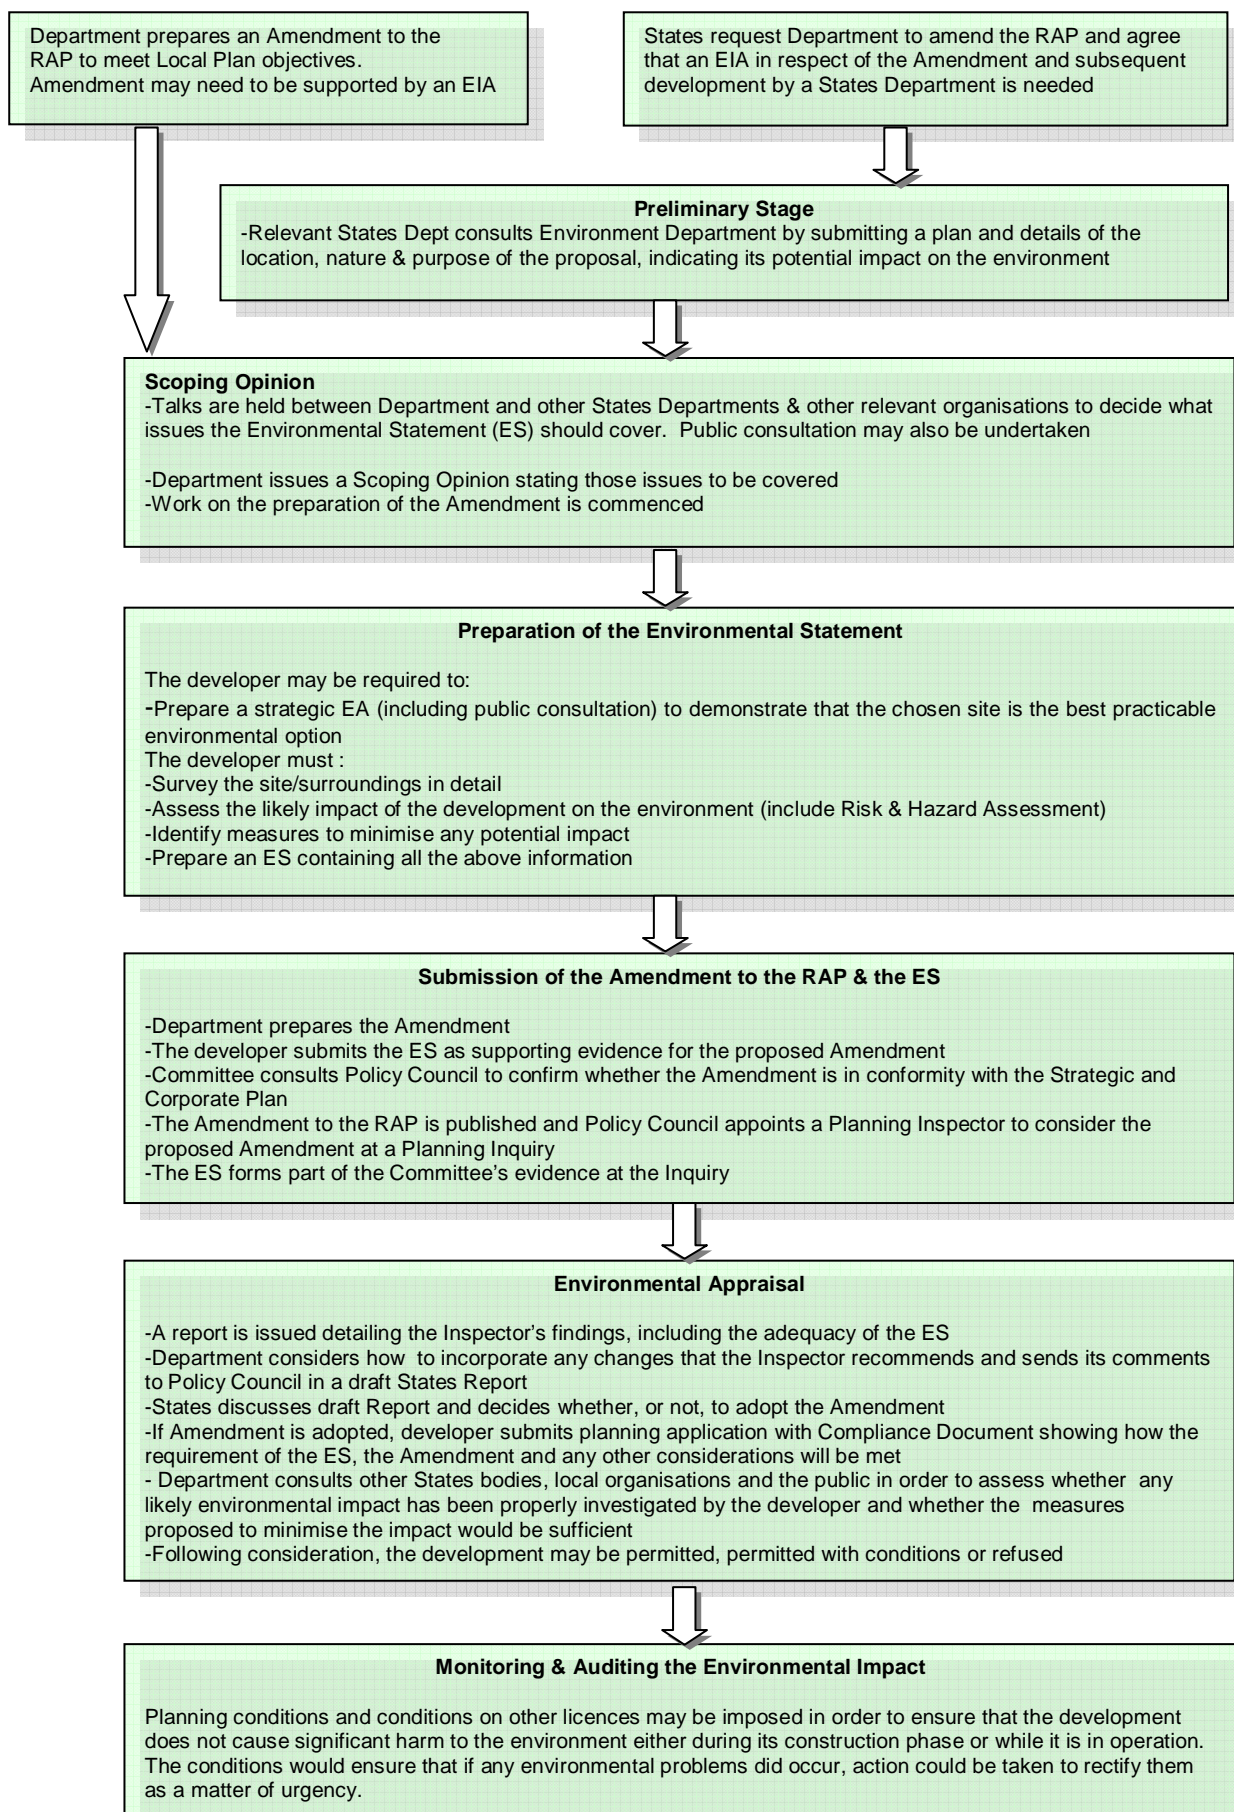 Department prepares an Amendment to the
RAP to meet Local Plan objectives.
Amendment may need to be supported by an EIA
States request Department to amend the RAP and agree
that an EIA in respect of the Amendment and subsequent
development by a States Department is needed
Preliminary Stage
-Relevant States Dept consults Environment Department by submitting a plan and details of the
location, nature & purpose of the proposal, indicating its potential impact on the environment
Scoping Opinion
-Talks are held between Department and other States Departments & other relevant organisations to decide what
issues the Environmental Statement (ES) should cover.  Public consultation may also be undertaken
-Department issues a Scoping Opinion stating those issues to be covered
-Work on the preparation of the Amendment is commenced
Preparation of the Environmental Statement
The developer may be required to:
-Prepare a strategic EA (including public consultation) to demonstrate that the chosen site is the best practicable
environmental option
The developer must :
-Survey the site/surroundings in detail
-Assess the likely impact of the development on the environment (include Risk & Hazard Assessment)
-Identify measures to minimise any potential impact
-Prepare an ES containing all the above information
Submission of the Amendment to the RAP & the ES
-Department prepares the Amendment
-The developer submits the ES as supporting evidence for the proposed Amendment
-Committee consults Policy Council to confirm whether the Amendment is in conformity with the Strategic and
Corporate Plan
-The Amendment to the RAP is published and Policy Council appoints a Planning Inspector to consider the
proposed Amendment at a Planning Inquiry
-The ES forms part of the Committee's evidence at the Inquiry
Environmental Appraisal
-A report is issued detailing the Inspector's findings, including the adequacy of the ES
-Department considers how  to incorporate any changes that the Inspector recommends and sends its comments
to Policy Council in a draft States Report
-States discusses draft Report and decides whether, or not, to adopt the Amendment
-If Amendment is adopted, developer submits planning application with Compliance Document showing how the
requirement of the ES, the Amendment and any other considerations will be met
- Department consults other States bodies, local organisations and the public in order to assess whether  any
likely environmental impact has been properly investigated by the developer and whether the  measures
proposed to minimise the impact would be sufficient
-Following consideration, the development may be permitted, permitted with conditions or refused
Monitoring & Auditing the Environmental Impact
Planning conditions and conditions on other licences may be imposed in order to ensure that the development
does not cause significant harm to the environment either during its construction phase or while it is in operation.
The conditions would ensure that if any environmental problems did occur, action could be taken to rectify them
as a matter of urgency.